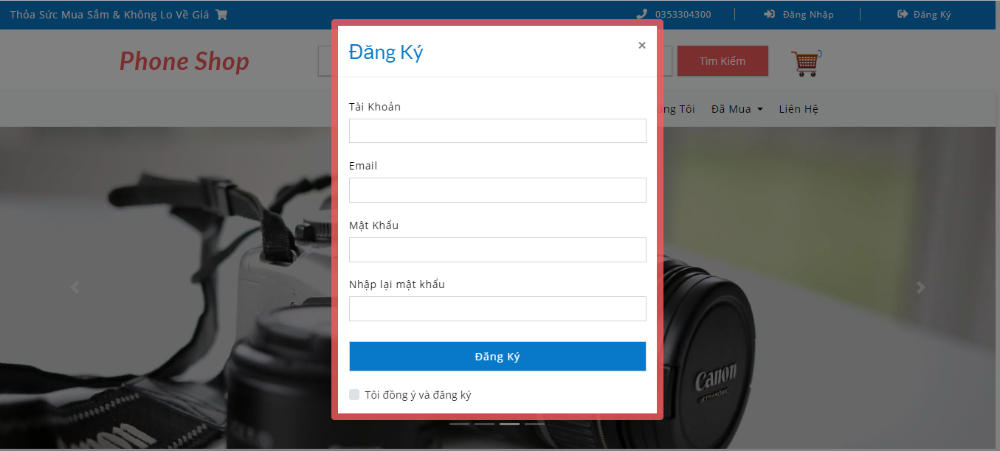 Thỏa Sức Mua Sắm & Không Lo Về Giá
0353304300
Đăng Nhập
Đăng Ký
Phone Shop
Tìm Kiếm
0
Đã Mua
Liên Hệ
Tôi
Đăng Ký
×
Tài Khoản
Email
Mật Khẩu
Nhập lại mật khẩu
Đăng Ký
Tôi đồng ý và đăng ký
Canon
ULTRASONIC
Canon